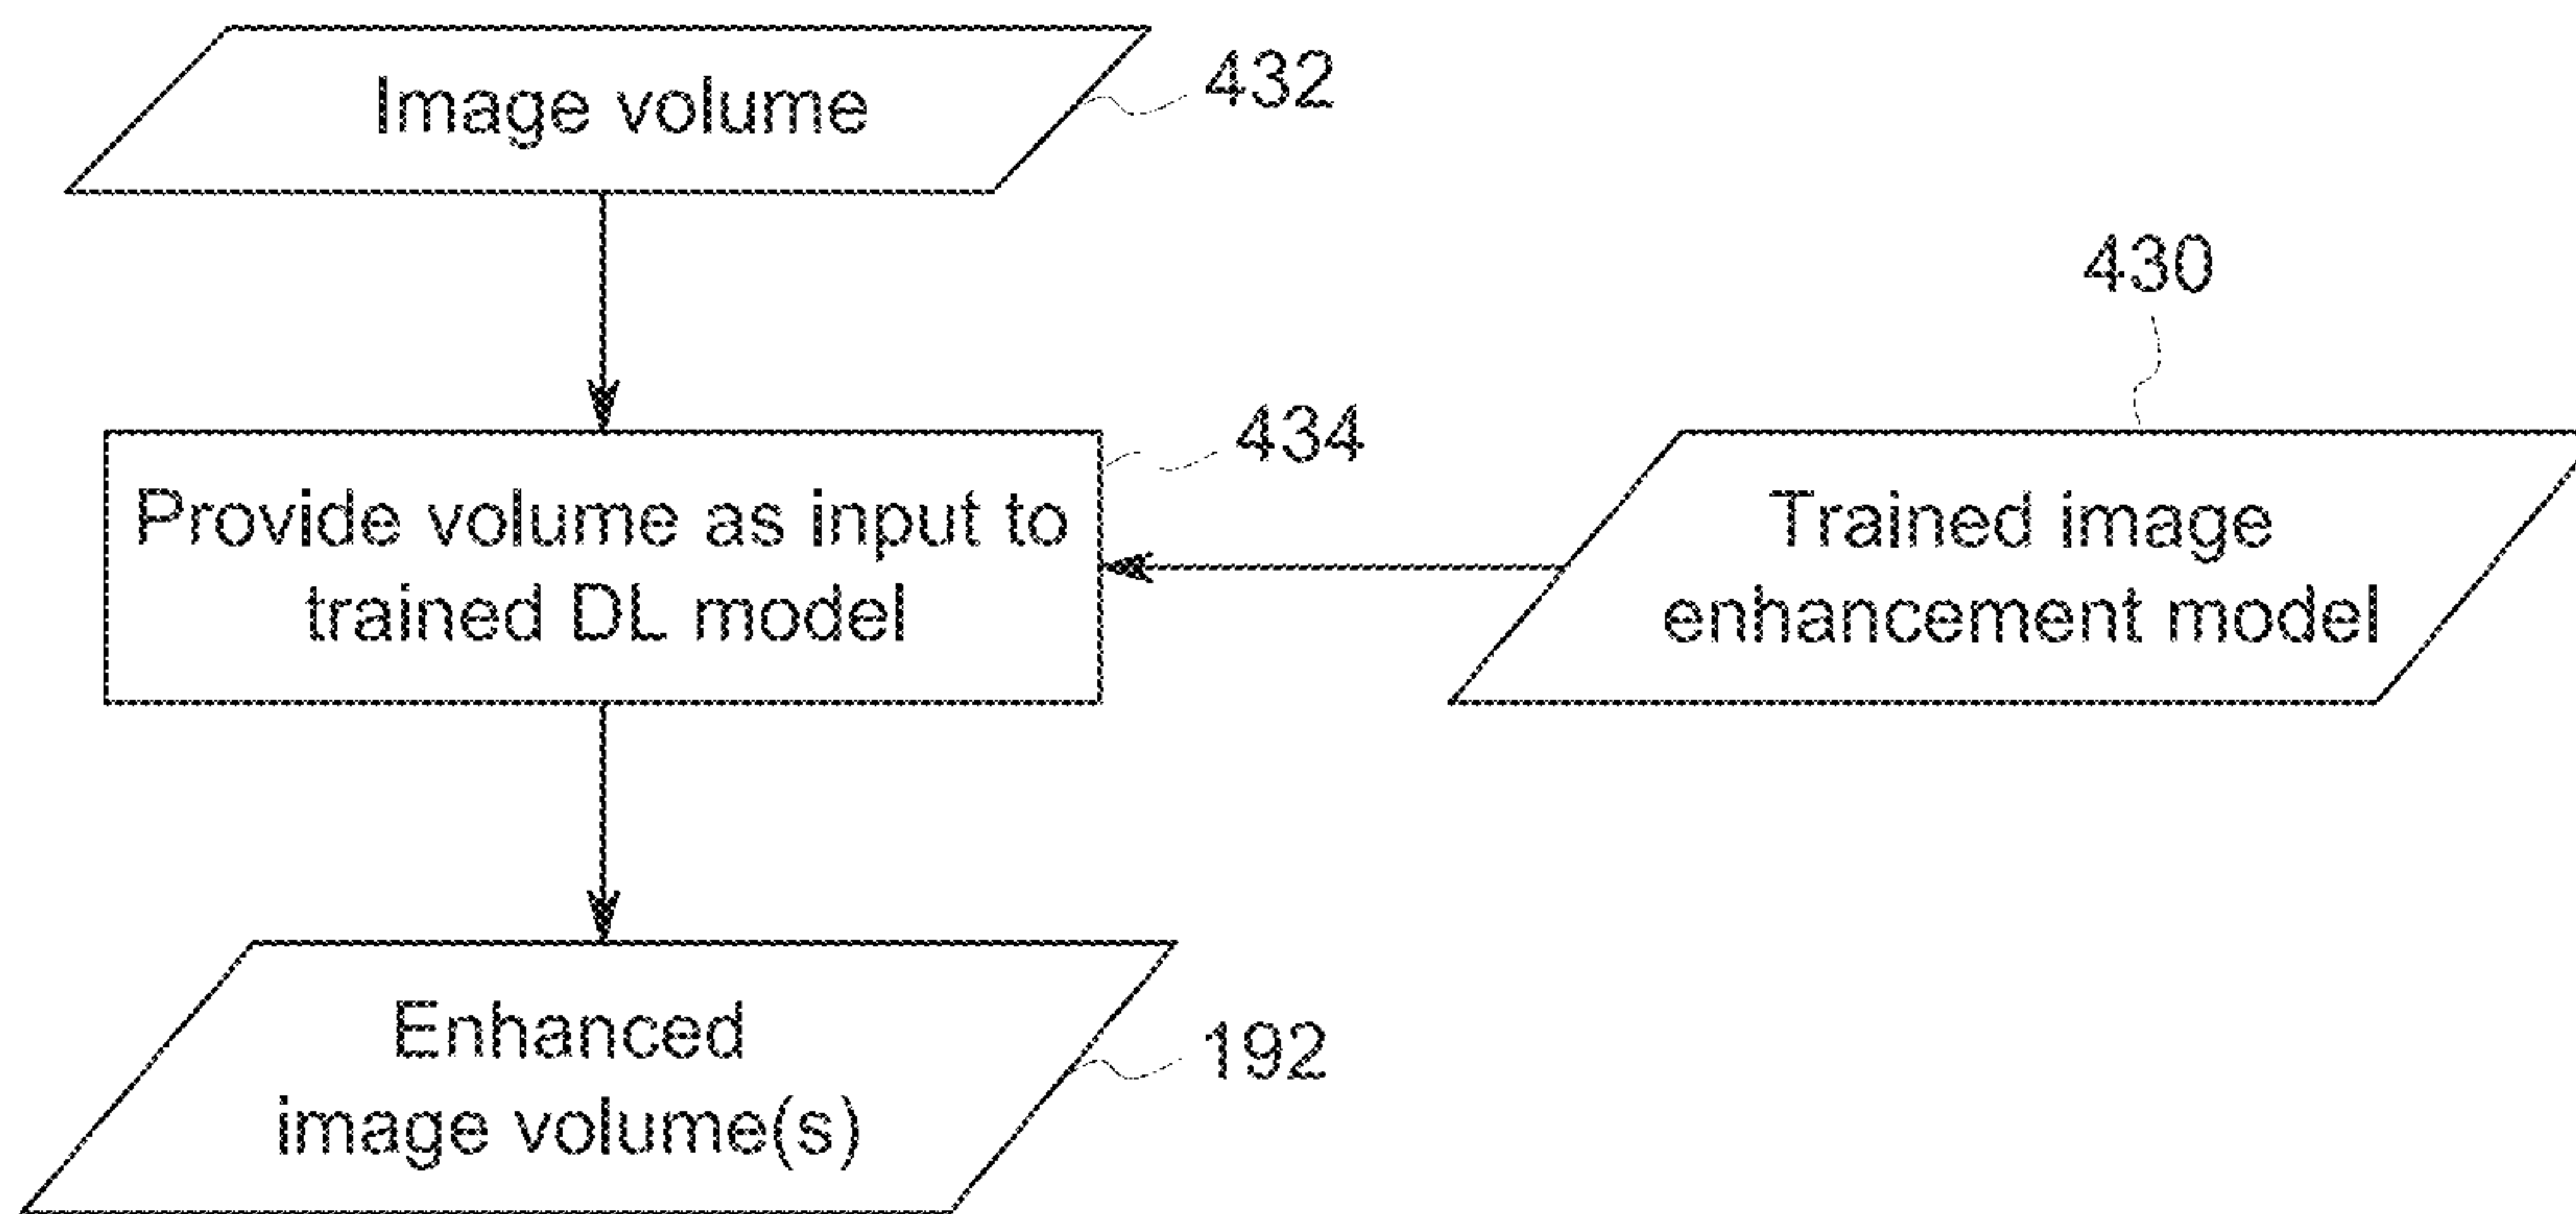 Image volume
432
430
434
Provide volume as input to
trained DL model
Trained image
enhancement model
Enhanced
image volume(s)
192